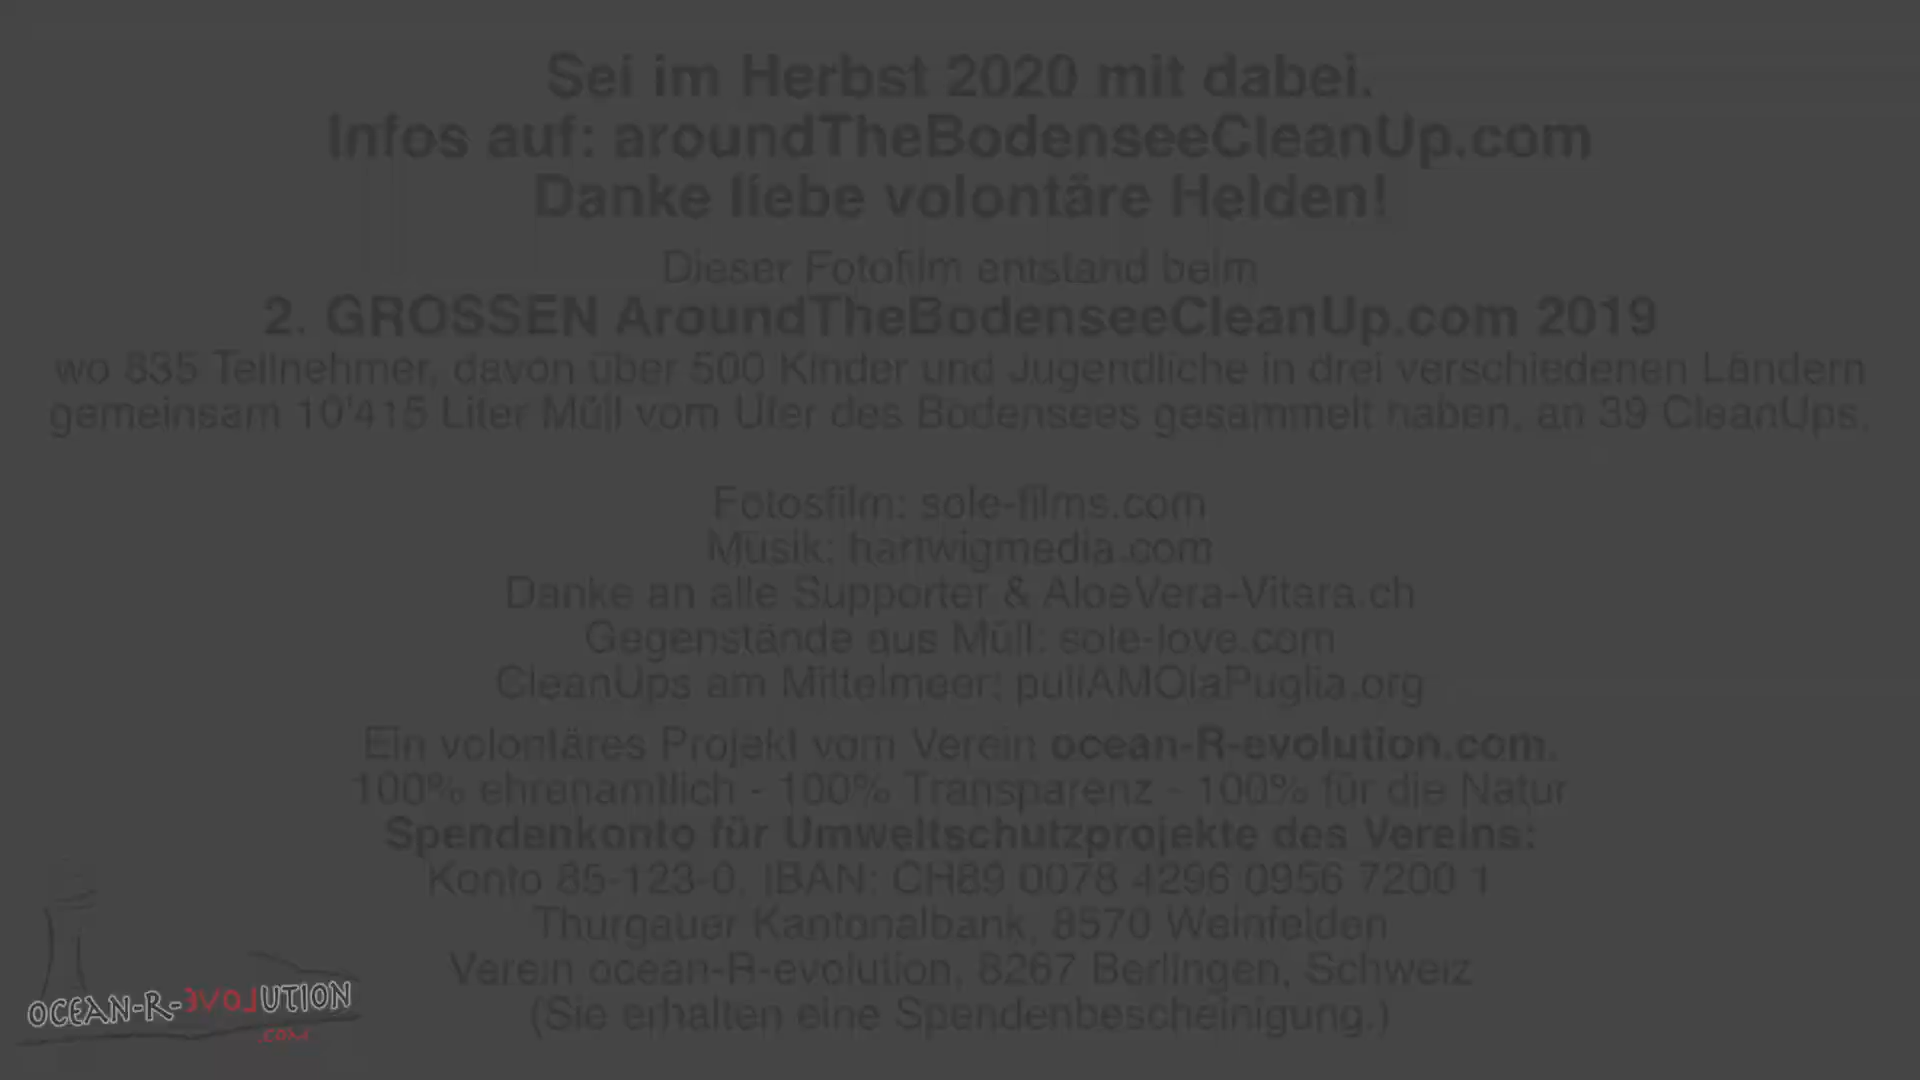 Sei im Herbst 2020 mit dabei.
Infos auf: aroundTheBodenseeCleanUp.com
Danke liebe volontäre Helden!
Dieser Fotofilm entstand beim
2. GROSSEN AroundTheBodenseeCleanUp.com 2019
wo 835 Teilnehmer, davon über 500 Kinder und Jugendliche in drei verschiedenen Ländern
gemeinsam 10'415 Liter Müll vom Ufer des Bodensees gesammelt haben, an 39 CleanUps.
Fotosfilm: sole-films.com
Musik: hartwigmedia.com
Danke an alle Supporter & AloeVera-Vitara.ch
Gegenstände aus Müll: sole-love.com
CleanUps am Mittelmeer: puliAMOlaPuglia.org
Ein volontäres Projekt vom Verein ocean-R-evolution.com.
100% ehrenamtlich - 100% Transparenz - 100% für die Natur
Spendenkonto für Umweltschutzprojekte des Vereins:
Konto 85-123-0, IBAN: CH89 0078 4296 0956 7200 1
Thurgauer Kantonalbank, 8570 Weinfelden
Verein ocean-R-evolution, 8267 Berlingen, Schweiz
(Sie erhalten eine Spendenbescheinigung.)
OCEAN-R-EVOLUTION
.COM